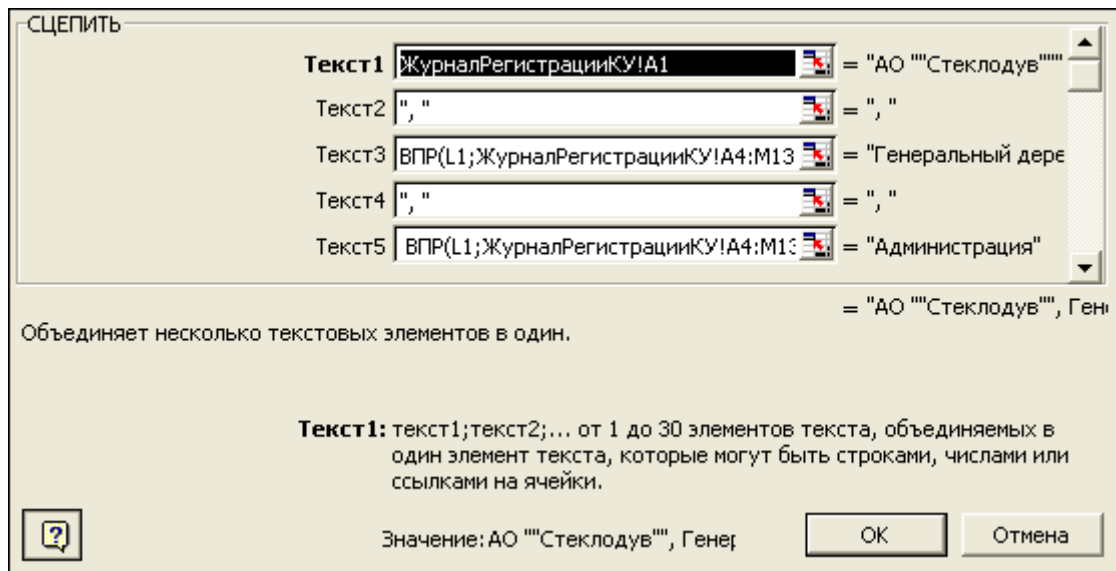 СЦЕПИТЬ
Текст1 ЖурналРегистрацииКУ!A1 = "АО ""Стеклодув"""
Текст2 ", " = ", "
Текст3 ВПР(L1;ЖурналРегистрацииКУ!A4:M13 = "Генеральный дере
Текст4 ", " = ", "
Текст5 ВПР(L1;ЖурналРегистрацииКУ!A4:M13 = "Администрация"
= "АО ""Стеклодув"", Ген
Объединяет несколько текстовых элементов в один.
Текст1: текст1;текст2;... от 1 до 30 элементов текста, объединяемых в
один элемент текста, которые могут быть строками, числами или
ссылками на ячейки.
Значение: АО ""Стеклодув"", Генер
OK Отмена